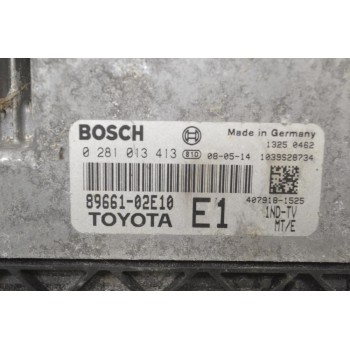 BOSCH Made in Germany
1325 0462
0 281 013 413 810 08-05-14 1039S28734
89661-02E10 407918-1525
TOYOTA E1 1ND-TV
MT/E